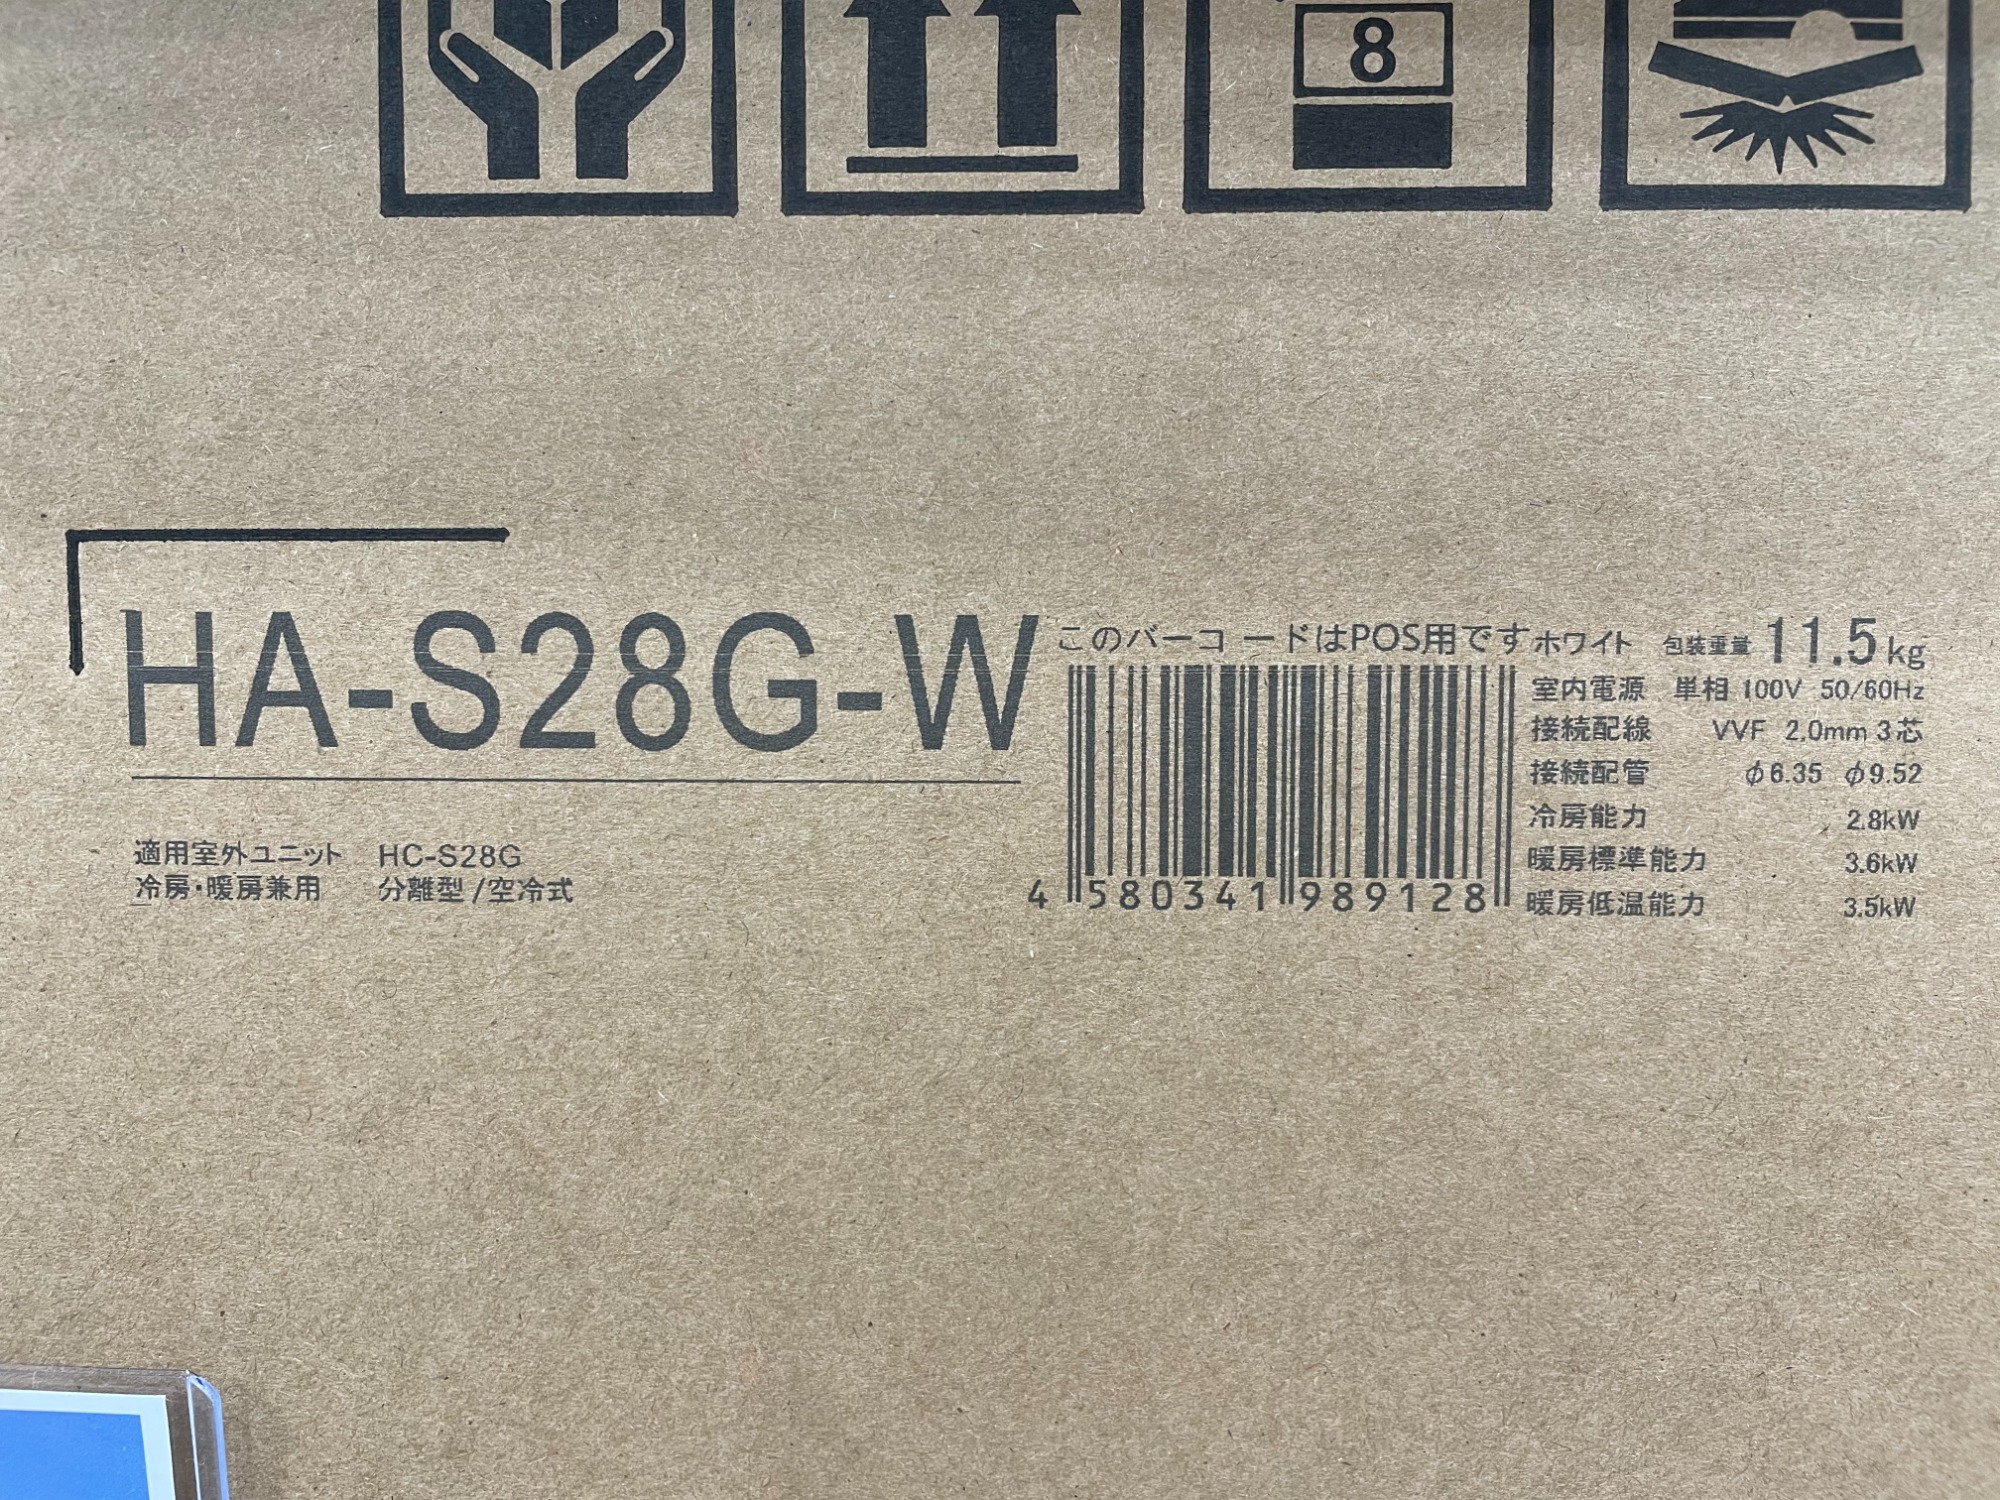 8
HA-S28G-W
このバーコードはPOS用です
ホワイト 包装重量 11.5kg
室内電源 単相 100V 50/60Hz
接続配線 VVF 2.0mm 3芯
接続配管 φ6.35 φ9.52
冷房能力 2.8kW
暖房標準能力 3.6kW
暖房低温能力 3.5kW
4 580341 989128
適用室外ユニット HC-S28G
冷房・暖房兼用 分離型/空冷式